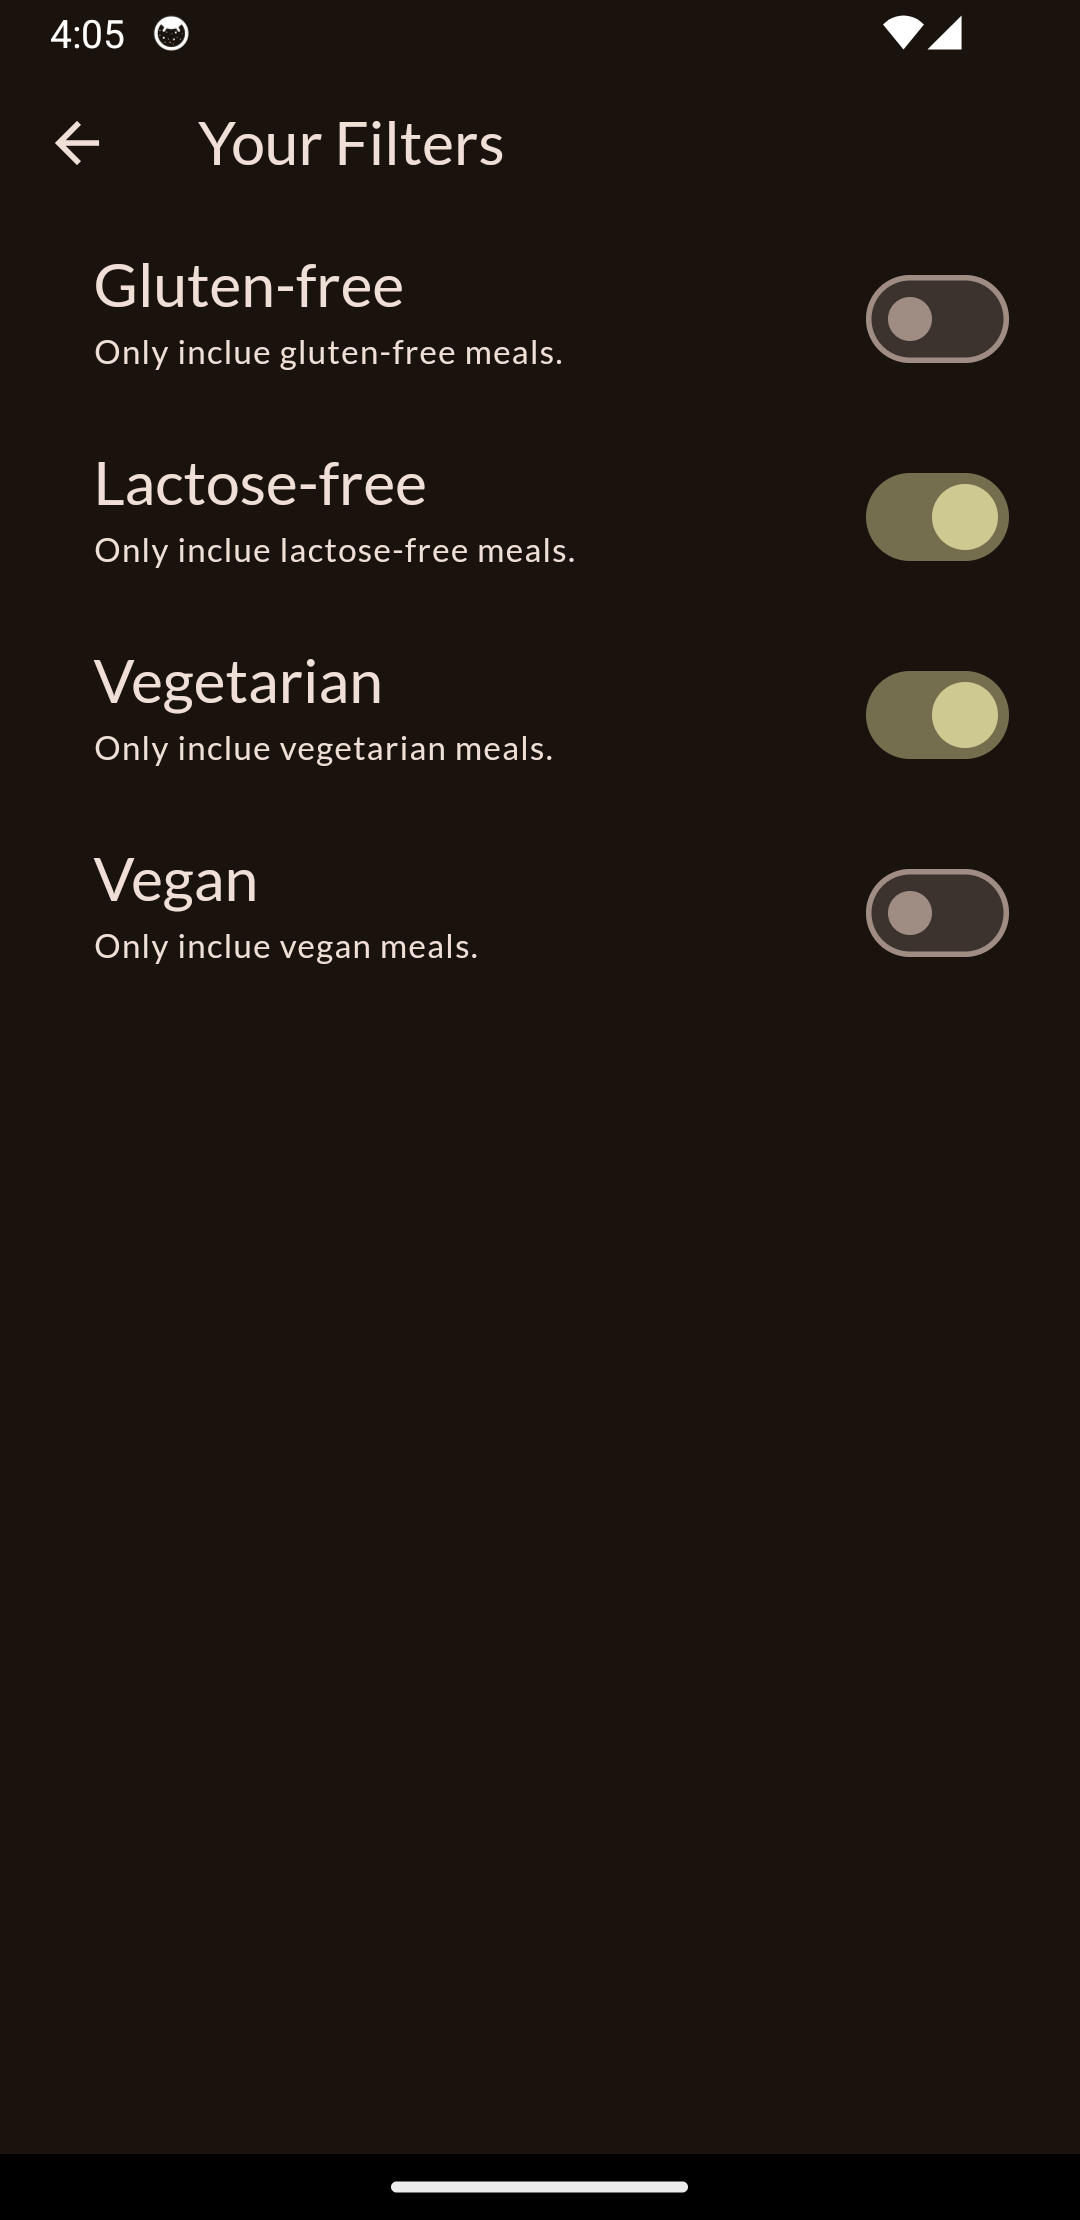 4:05
Your Filters
Gluten-free
Only inclue gluten-free meals.
Lactose-free
Only inclue lactose-free meals.
Vegetarian
Only inclue vegetarian meals.
Vegan
Only inclue vegan meals.